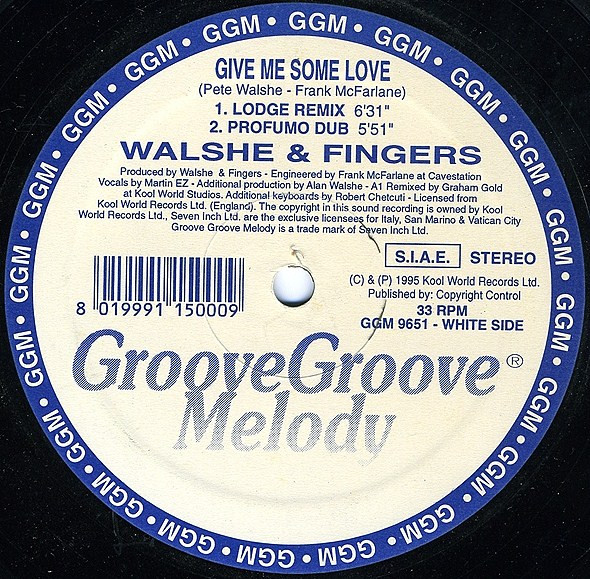 GGM • GGM • GGM • GGM • GGM • GGM • GGM • GGM • GGM • GGM • GGM • GGM • GGM • GGM • GGM • GGM • GGM • GGM • GGM • GGM • GGM • GGM • GGM • GGM •
GIVE ME SOME LOVE
(Pete Walshe - Frank McFarlane)
1. LODGE REMIX 6'31"
2. PROFUMO DUB 5'51"
WALSHE & FINGERS
Produced by Walshe & Fingers - Engineered by Frank McFarlane at Cavestation
Vocals by Martin EZ - Additional production by Alan Walshe - A1 Remixed by Graham Gold
at Kool World Studios. Additional keyboards by Robert Chetcuti - Licensed from
Kool World Records Ltd. (England). The copyright in this sound recording is owned by Kool
World Records Ltd., Seven Inch Ltd. are the exclusive licensees for Italy, San Marino & Vatican City
Groove Groove Melody is a trade mark of Seven Inch Ltd.
S.I.A.E. STEREO
(C) & (P) 1995 Kool World Records Ltd.
Published by: Copyright Control
33 RPM
GGM 9651 - WHITE SIDE
8 019991 150009
GrooveGroove®
Melody